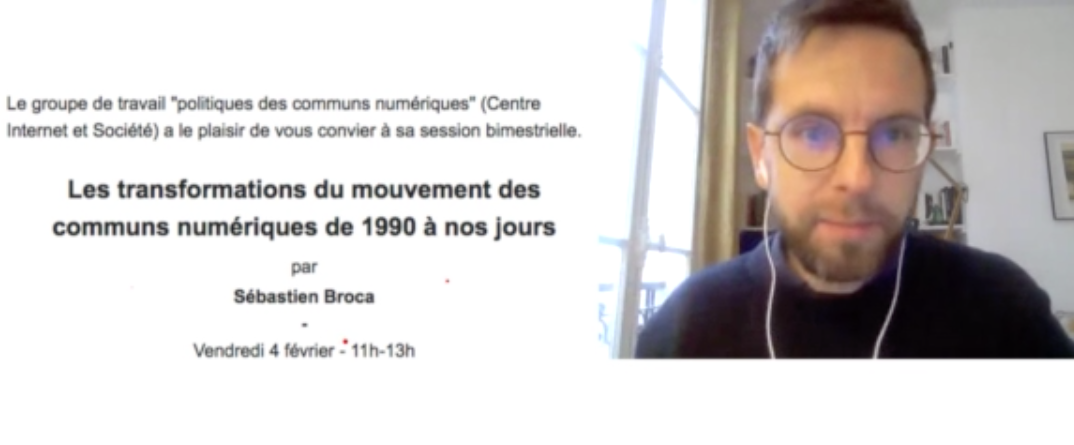 Le groupe de travail "politiques des communs numériques" (Centre
Internet et Société) a le plaisir de vous convier à sa session bimestrielle.
Les transformations du mouvement des
communs numériques de 1990 à nos jours
par
Sébastien Broca
-
Vendredi 4 février - 11h-13h